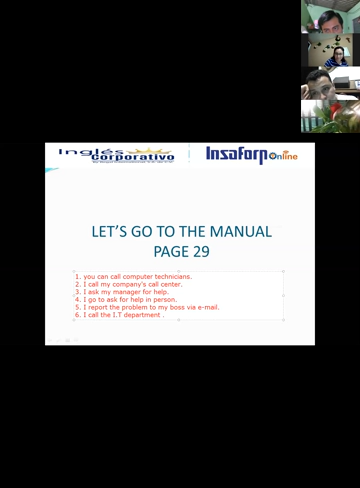 Inglés
Corporativo
Insaforp online
LET'S GO TO THE MANUAL
PAGE 29
1. you can call computer technicians.
2. I call my company's call center.
3. I ask my manager for help.
4. I go to ask for help in person.
5. I report the problem to my boss via e-mail.
6. I call the I.T department .